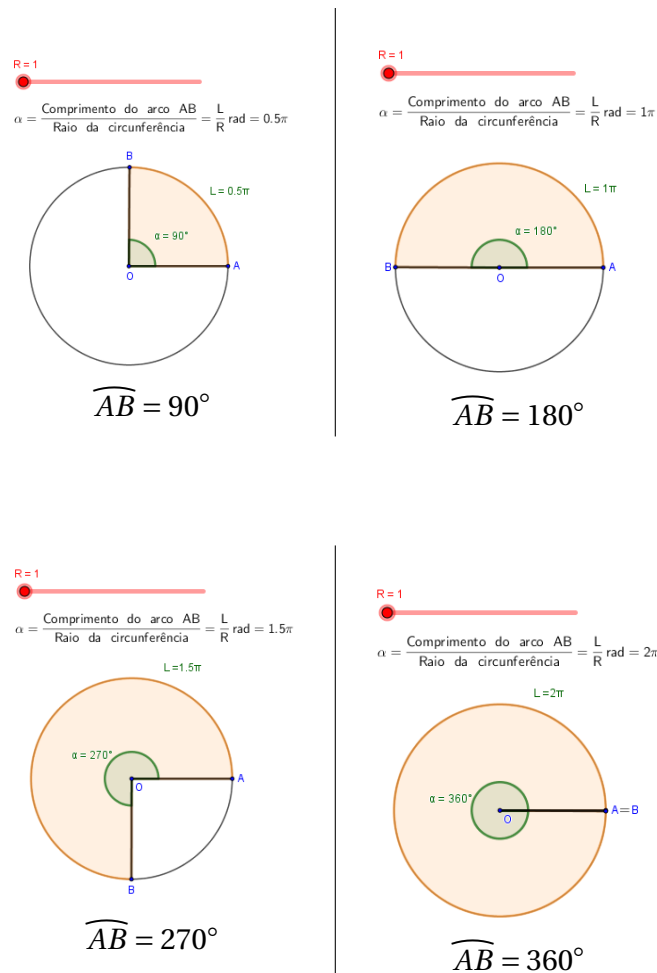 R = 1
α = Comprimento do arco AB / Raio da circunferência = L / R rad = 0.5π
B
L = 0.5π
α = 90°
O
A
AB = 90°
R = 1
α = Comprimento do arco AB / Raio da circunferência = L / R rad = 1π
L = 1π
α = 180°
B
O
A
AB = 180°
R = 1
α = Comprimento do arco AB / Raio da circunferência = L / R rad = 1.5π
L =1.5π
α = 270°
O
A
B
AB = 270°
R = 1
α = Comprimento do arco AB / Raio da circunferência = L / R rad = 2π
L =2π
α = 360°
O
A=B
AB = 360°